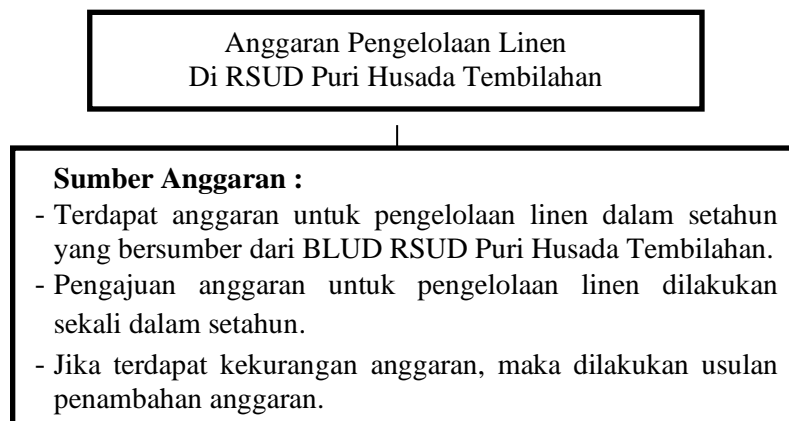 Anggaran Pengelolaan Linen
Di RSUD Puri Husada Tembilahan
Sumber Anggaran :
- Terdapat anggaran untuk pengelolaan linen dalam setahun
yang bersumber dari BLUD RSUD Puri Husada Tembilahan.
- Pengajuan anggaran untuk pengelolaan linen dilakukan
sekali dalam setahun.
- Jika terdapat kekurangan anggaran, maka dilakukan usulan
penambahan anggaran.